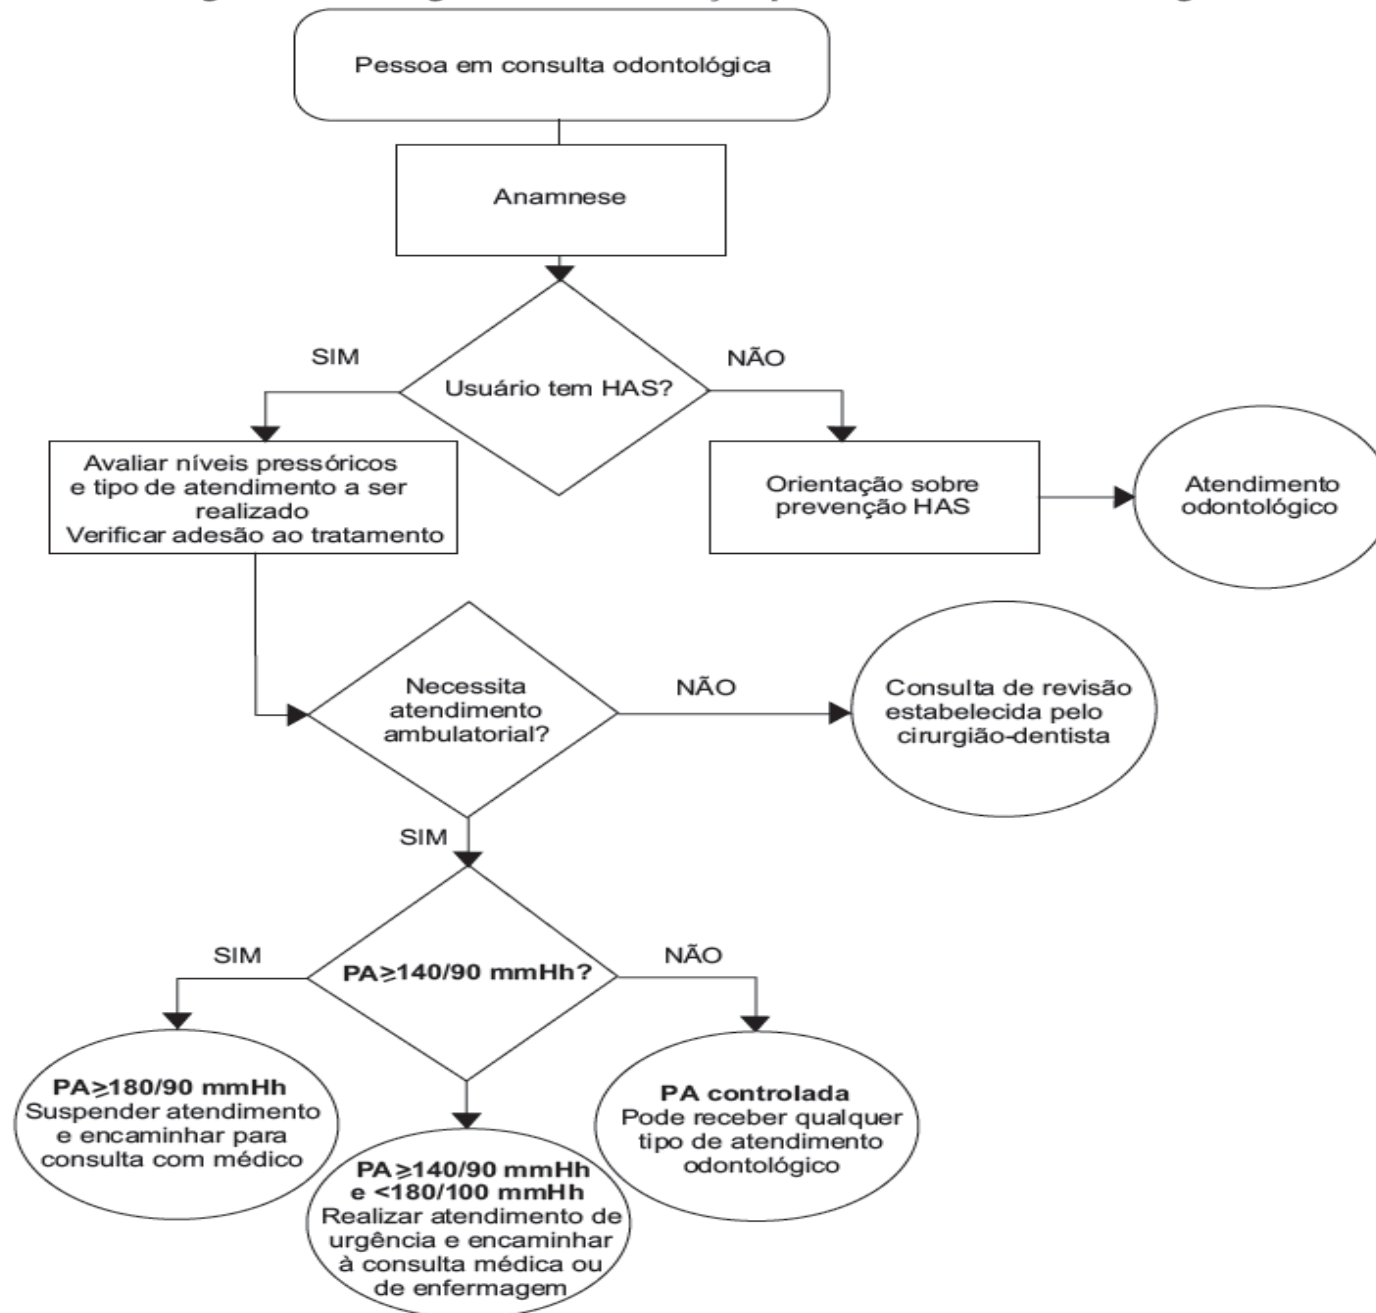 Pessoa em consulta odontológica
Anamnese
SIM
NÃO
Usuário tem HAS?
Avaliar níveis pressóricos
e tipo de atendimento a ser
realizado
Verificar adesão ao tratamento
Orientação sobre
prevenção HAS
Atendimento
odontológico
Necessita
atendimento
ambulatorial?
NÃO
Consulta de revisão
estabelecida pelo
cirurgião-dentista
SIM
SIM
NÃO
PA≥140/90 mmHh?
PA≥180/90 mmHh
Suspender atendimento
e encaminhar para
consulta com médico
PA≥140/90 mmHh
e <180/100 mmHh
Realizar atendimento de
urgência e encaminhar
à consulta médica ou
de enfermagem
PA controlada
Pode receber qualquer
tipo de atendimento
odontológico